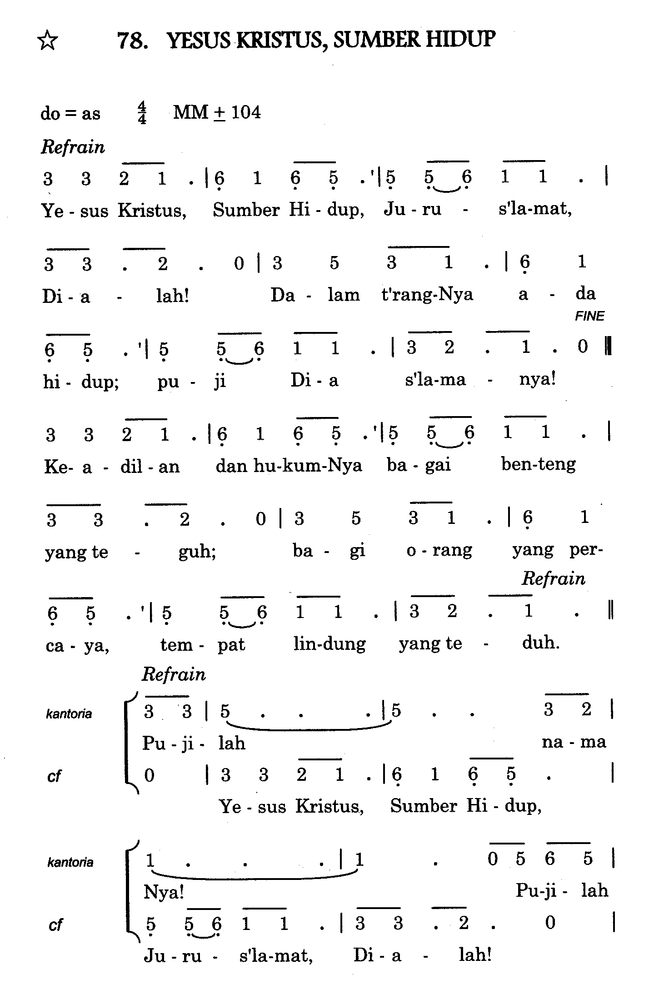 ☆ 78. YESUS KRISTUS, SUMBER HIDUP
do = as 4/4 MM ± 104
Refrain
3 3 2 1 . | 6̣ 1 6̣ 5̣ . ' | 5̣ 5̣ 6̣ 1 1 . |
Ye - sus Kristus, Sumber Hi - dup, Ju - ru - s'la-mat,
3 3 . 2 . 0 | 3 5 3 1 . | 6̣ 1
Di - a - lah! Da - lam t'rang-Nya a - da
FINE
6̣ 5̣ . ' | 5̣ 5̣ 6̣ 1 1 . | 3 2 . 1 . 0 ||
hi - dup; pu - ji Di - a s'la-ma - nya!
3 3 2 1 . | 6̣ 1 6̣ 5̣ . ' | 5̣ 5̣ 6̣ 1 1 . |
Ke- a - dil - an dan hu-kum-Nya ba - gai ben-teng
3 3 . 2 . 0 | 3 5 3 1 . | 6̣ 1
yang te - guh; ba - gi o - rang yang per-
Refrain
6̣ 5̣ . ' | 5̣ 5̣ 6̣ 1 1 . | 3 2 . 1 . ||
ca - ya, tem - pat lin-dung yang te - duh.
Refrain
kantoria 3 3 | 5 . . . | 5 . . 3 2 |
Pu - ji - lah na - ma
cf 0 | 3 3 2 1 . | 6̣ 1 6̣ 5̣ . |
Ye - sus Kristus, Sumber Hi - dup,
kantoria 1 . . . | 1 . 0 5 6 5 |
Nya! Pu-ji - lah
cf 5̣ 5̣ 6̣ 1 1 . | 3 3 . 2 . 0 |
Ju - ru - s'la-mat, Di - a - lah!